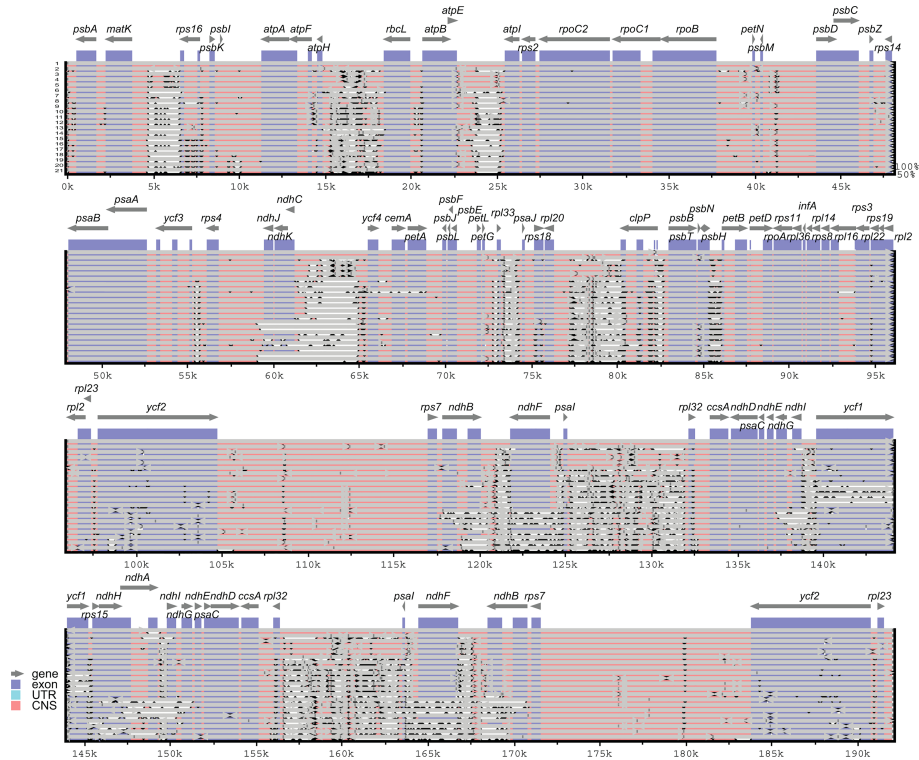 psbC
atpE
psbA matK rps16 psbI atpA atpF rbcL atpB atpI rpoC2 rpoC1 rpoB petN psbD psbZ
psbK atpH rps2 psbM rps14
1
2
3
4
5
6
7
8
9
10
11
12
13
14
15
16
17
18
19
20
21
100%
50%
0k 5k 10k 15k 20k 25k 30k 35k 40k 45k
psaA ndhC psbF psbE rpl33 psbN infA rps3
psaB ycf3 rps4 ndhJ ycf4 cemA psbJ petL psaJ rpl20 clpP psbB petB petD rps11 rpl14 rps19
ndhK petA psbL petG rps18 psbT psbH rpoA rpl36 rps8 rpl16 rpl22 rpl2
50k 55k 60k 65k 70k 75k 80k 85k 90k 95k
rpl23
rpl2 ycf2 rps7 ndhB ndhF psaI rpl32 ccsA ndhD ndhE ndhI ycf1
psaC ndhG
100k 105k 110k 115k 120k 125k 130k 135k 140k
ndhA
ycf1 ndhH ndhI ndhE ndhD ccsA rpl32 psaI ndhF ndhB rps7 ycf2 rpl23
rps15 ndhG psaC
gene
exon
UTR
CNS
145k 150k 155k 160k 165k 170k 175k 180k 185k 190k